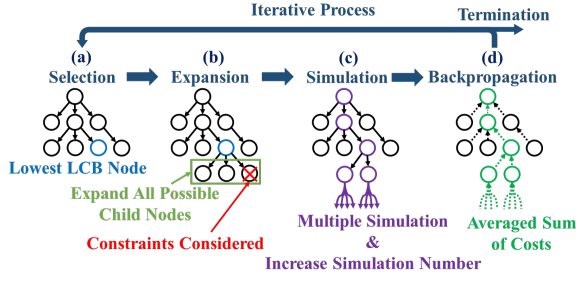 Iterative Process
Termination
(a)
(b)
(c)
(d)
Selection
Expansion
Simulation
Backpropagation
Lowest LCB Node
Expand All Possible
Child Nodes
Constraints Considered
Multiple Simulation
&
Increase Simulation Number
Averaged Sum
of Costs